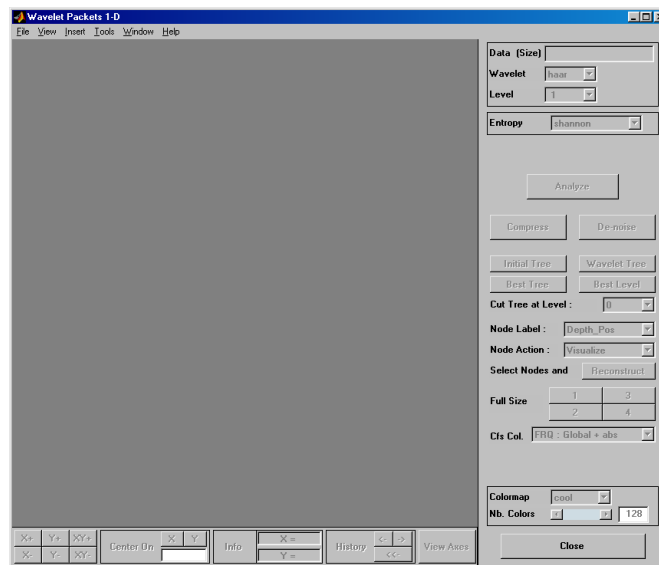 Wavelet Packets 1-D
File View Insert Tools Window Help
Data (Size)
Wavelet haar
Level 1
Entropy shannon
Analyze
Compress De-noise
Initial Tree Wavelet Tree
Best Tree Best Level
Cut Tree at Level : 0
Node Label : Depth_Pos
Node Action : Visualize
Select Nodes and Reconstruct
Full Size 1 3
2 4
Cfs Col. FRQ : Global + abs
Colormap cool
Nb. Colors 128
X+ Y+ XY+ Center On X Y Info X = History <- -> View Axes
X- Y- XY- Y = <<-
Close